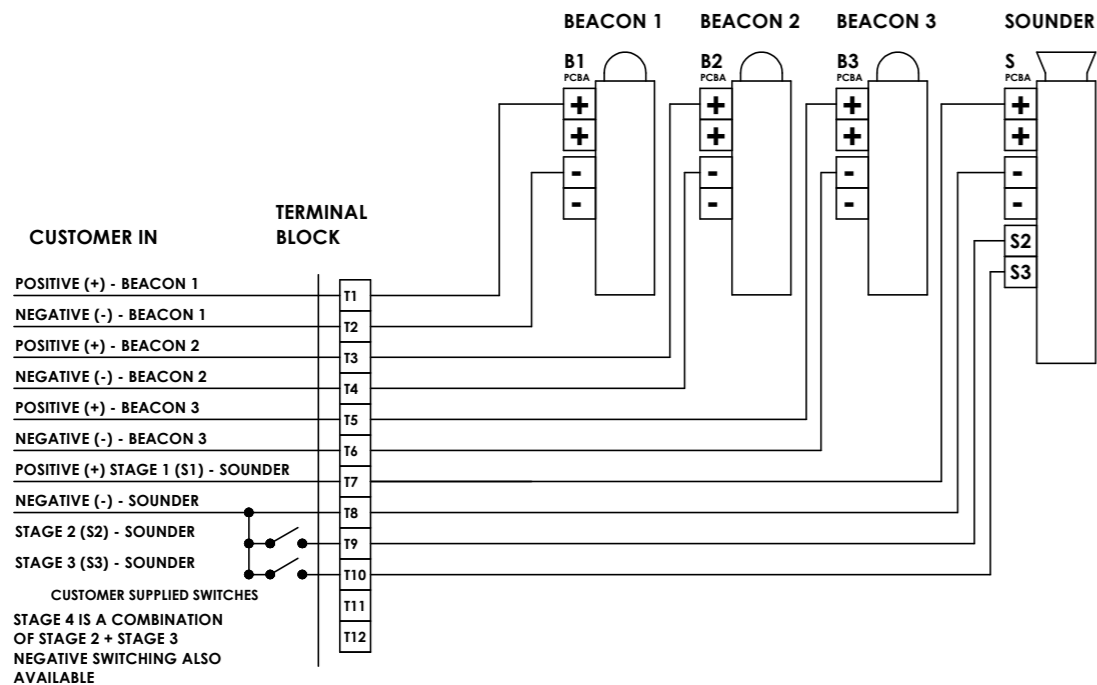 BEACON 1 BEACON 2 BEACON 3 SOUNDER
B1 B2 B3 S
PCBA PCBA PCBA PCBA
+ + + +
+ + + +
- - - -
- - - -
S2
S3
CUSTOMER IN
TERMINAL
BLOCK
POSITIVE (+) - BEACON 1
T1
NEGATIVE (-) - BEACON 1
T2
POSITIVE (+) - BEACON 2
T3
NEGATIVE (-) - BEACON 2
T4
POSITIVE (+) - BEACON 3
T5
NEGATIVE (-) - BEACON 3
T6
POSITIVE (+) STAGE 1 (S1) - SOUNDER
T7
NEGATIVE (-) - SOUNDER
T8
STAGE 2 (S2) - SOUNDER
T9
STAGE 3 (S3) - SOUNDER
T10
CUSTOMER SUPPLIED SWITCHES
T11
T12
STAGE 4 IS A COMBINATION
OF STAGE 2 + STAGE 3
NEGATIVE SWITCHING ALSO
AVAILABLE